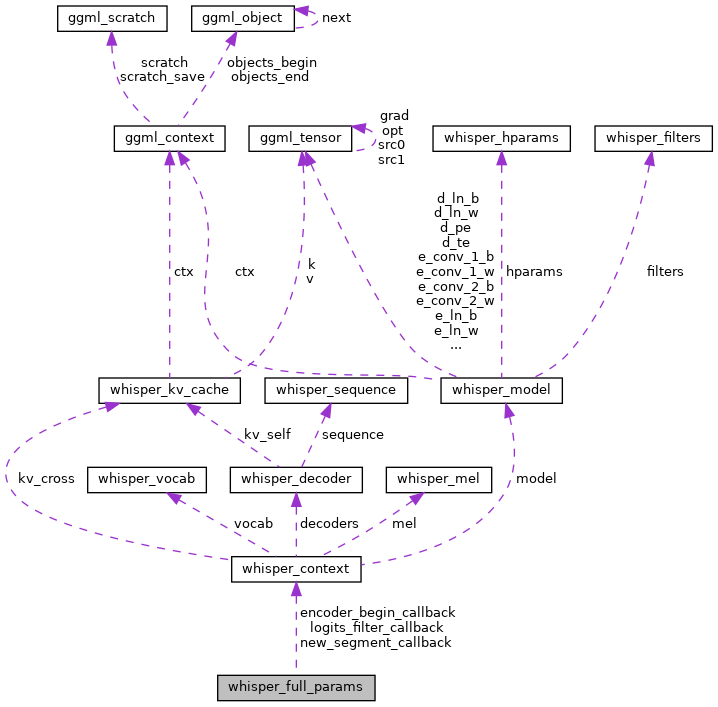 ggml_scratch
ggml_object
next
scratch
scratch_save
objects_begin
objects_end
grad
opt
src0
src1
ggml_context
ggml_tensor
whisper_hparams
whisper_filters
d_ln_b
d_ln_w
d_pe
d_te
e_conv_1_b
e_conv_1_w
e_conv_2_b
e_conv_2_w
e_ln_b
e_ln_w
...
ctx
ctx
k
v
hparams
filters
whisper_kv_cache
whisper_sequence
whisper_model
kv_self
sequence
kv_cross
whisper_vocab
whisper_decoder
whisper_mel
model
vocab
decoders
mel
whisper_context
encoder_begin_callback
logits_filter_callback
new_segment_callback
whisper_full_params